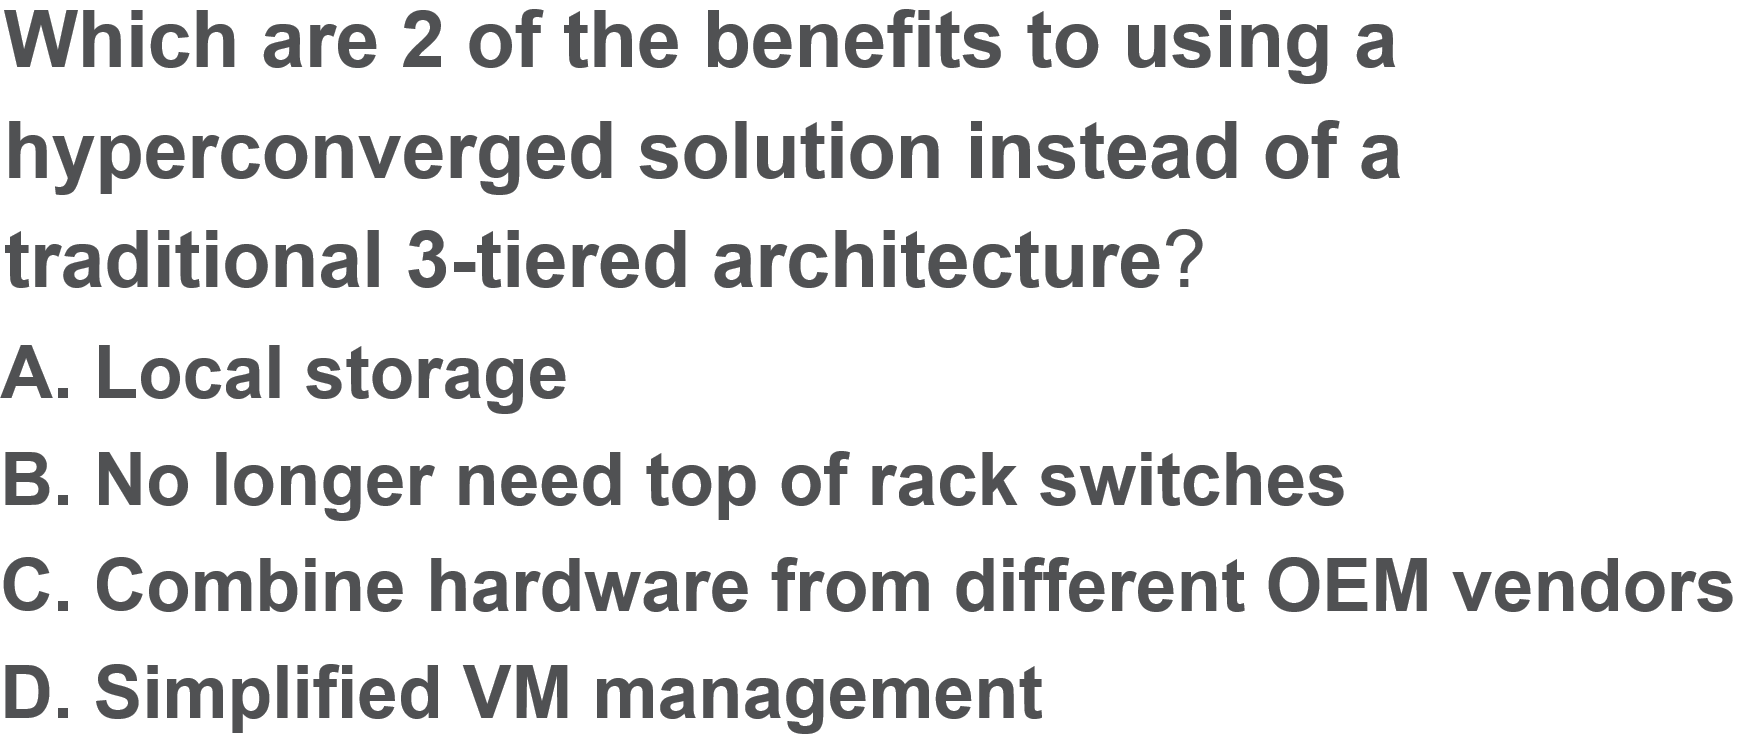 Which are 2 of the benefits to using a
hyperconverged solution instead of a
traditional 3-tiered architecture?
A. Local storage
B. No longer need top of rack switches
C. Combine hardware from different OEM vendors
D. Simplified VM management